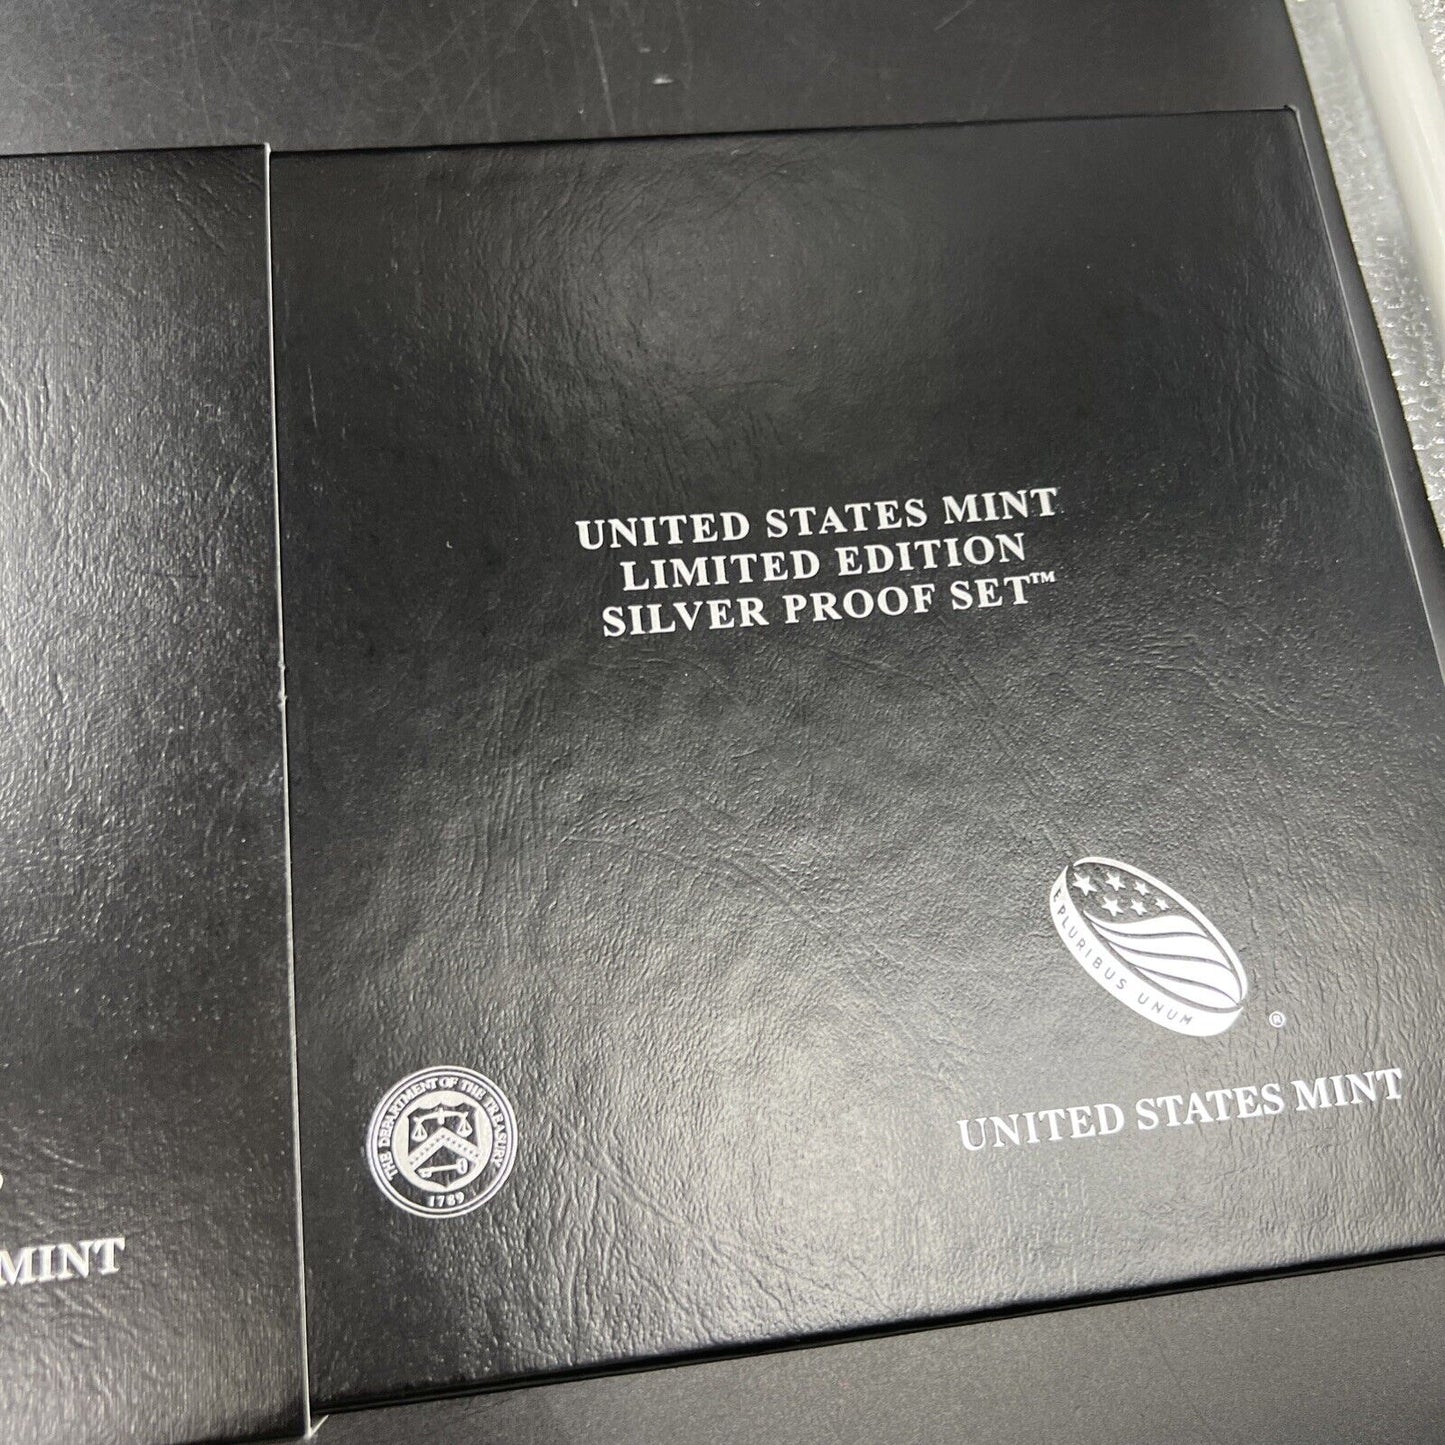 UNITED STATES MINT
LIMITED EDITION
SILVER PROOF SET™
E PLURIBUS UNUM
®
UNITED STATES MINT
THE DEPARTMENT OF THE TREASURY
1789
MINT